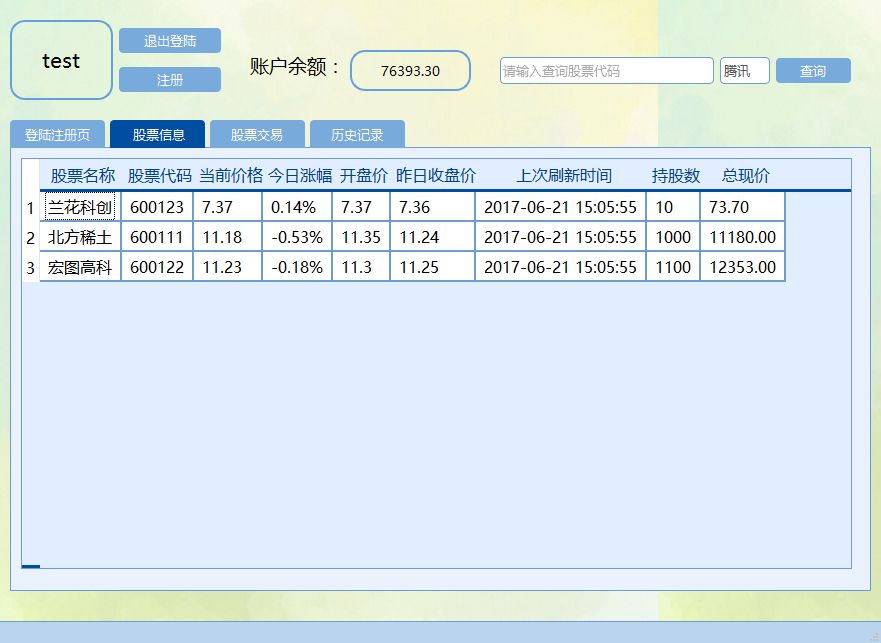 test
退出登陆
注册
账户余额：
76393.30
请输入查询股票代码
腾讯
查询
登陆注册页 股票信息 股票交易 历史记录
股票名称 股票代码 当前价格 今日涨幅 开盘价 昨日收盘价 上次刷新时间 持股数 总现价
1 兰花科创 600123 7.37 0.14% 7.37 7.36 2017-06-21 15:05:55 10 73.70
2 北方稀土 600111 11.18 -0.53% 11.35 11.24 2017-06-21 15:05:55 1000 11180.00
3 宏图高科 600122 11.23 -0.18% 11.3 11.25 2017-06-21 15:05:55 1100 12353.00